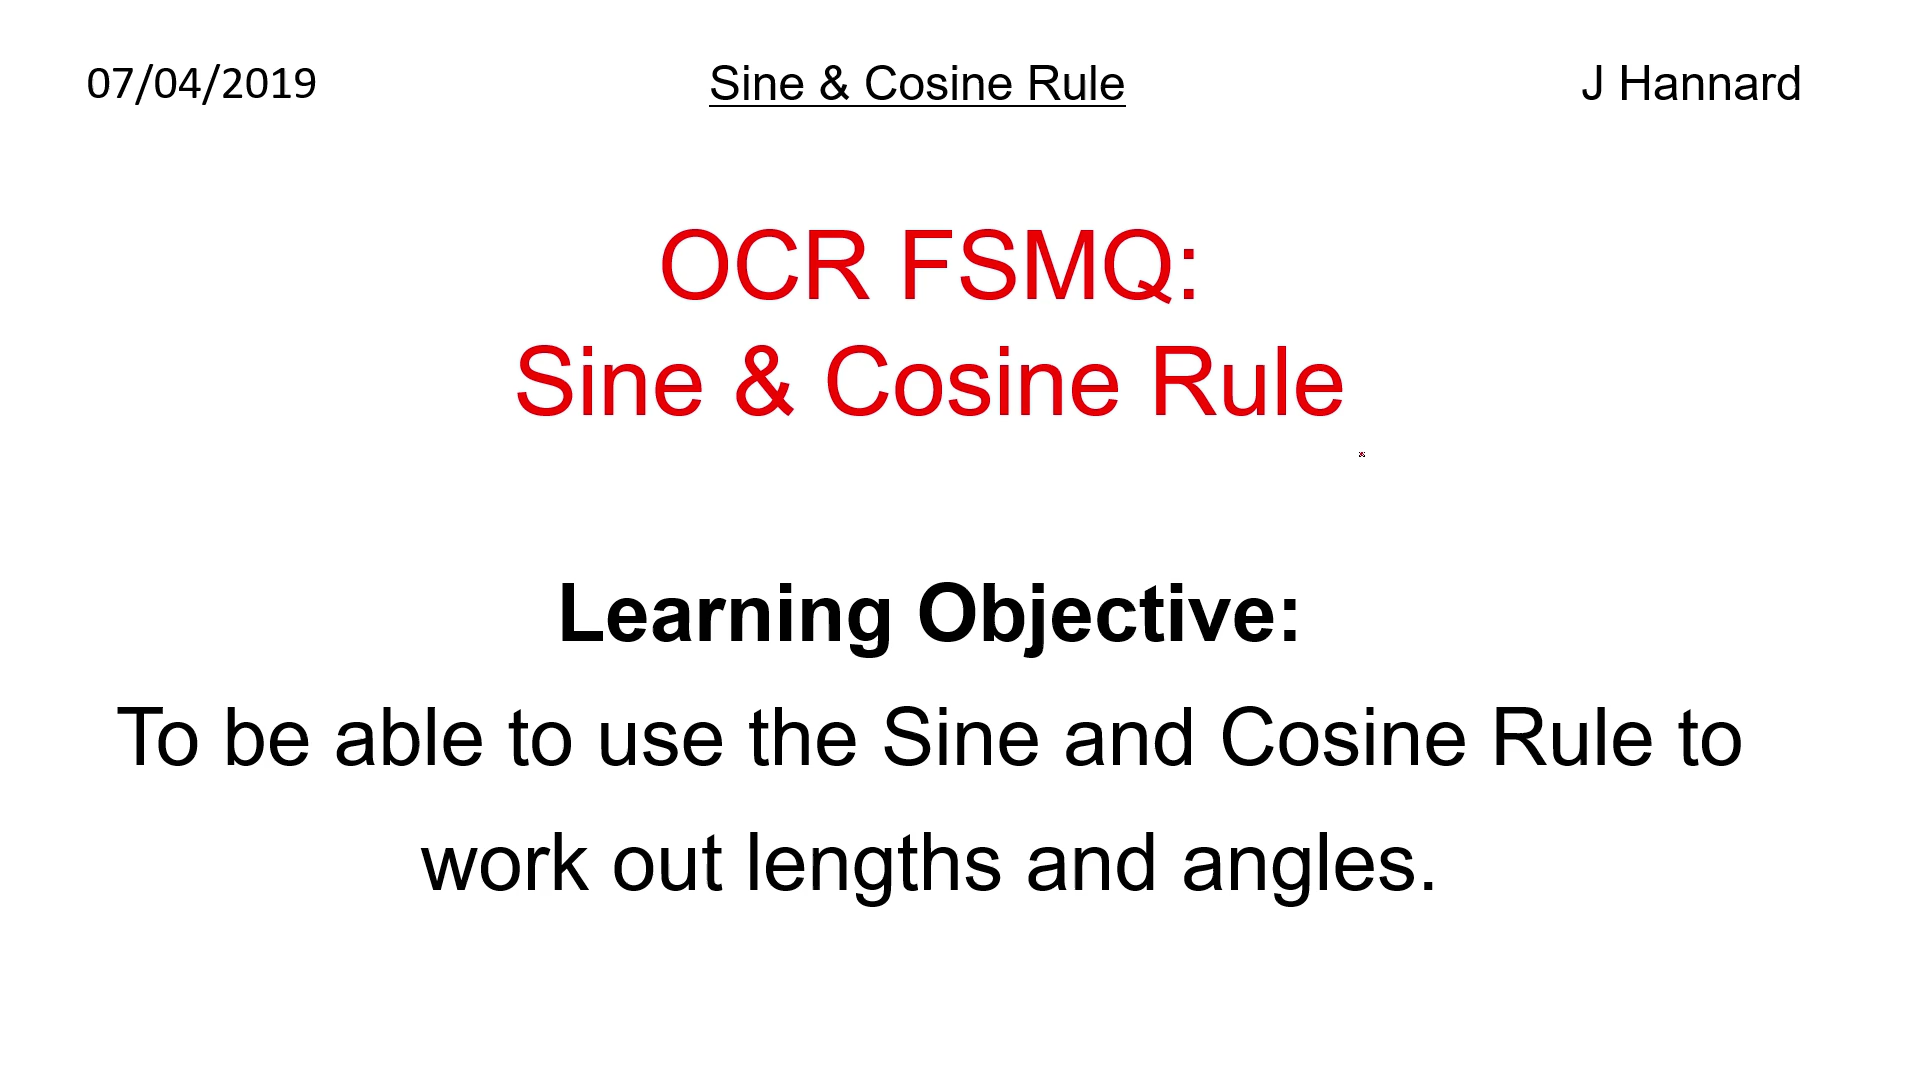 07/04/2019 Sine & Cosine Rule J Hannard
OCR FSMQ:
Sine & Cosine Rule
Learning Objective:
To be able to use the Sine and Cosine Rule to
work out lengths and angles.